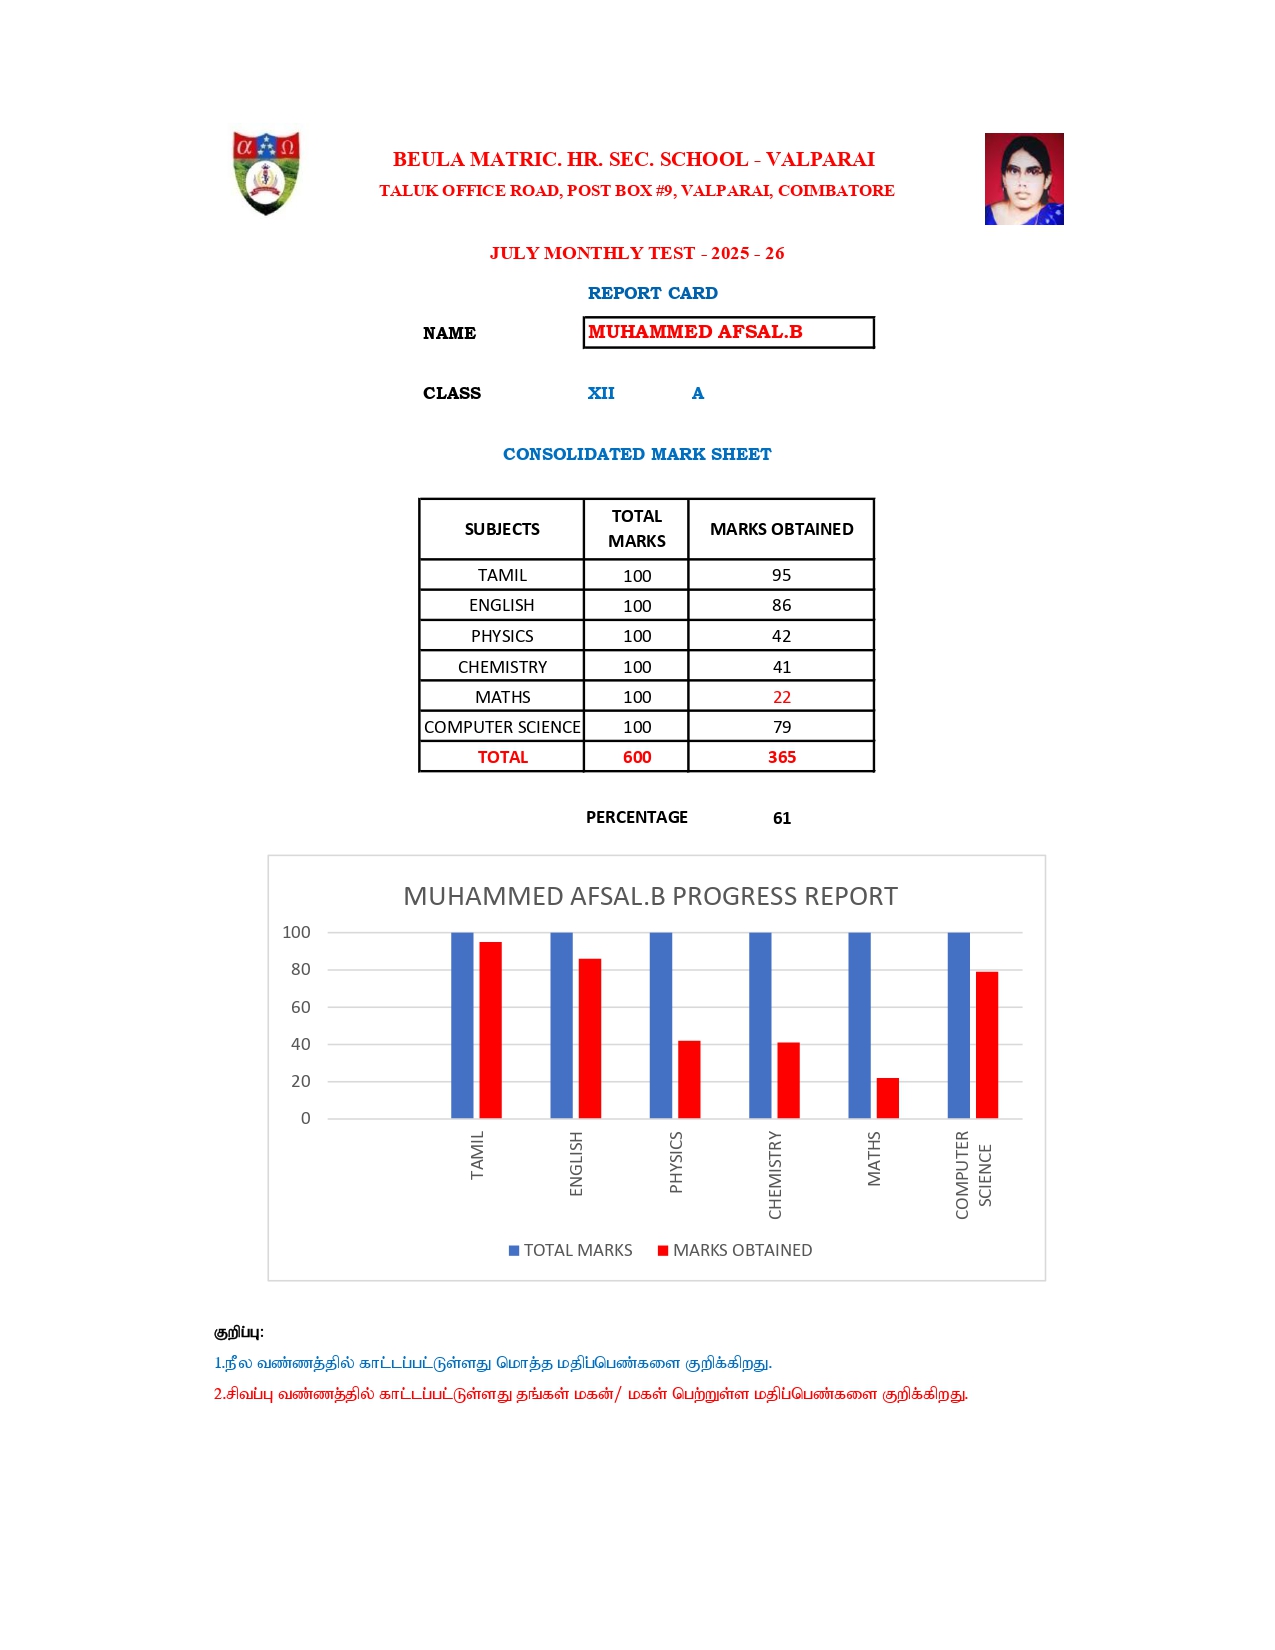 α Ω
BEULA MATRIC. HR. SEC. SCHOOL - VALPARAI
TALUK OFFICE ROAD, POST BOX #9, VALPARAI, COIMBATORE
JULY MONTHLY TEST - 2025 - 26
REPORT CARD
NAME MUHAMMED AFSAL.B
CLASS XII A
CONSOLIDATED MARK SHEET
SUBJECTS TOTAL MARKS MARKS OBTAINED
TAMIL 100 95
ENGLISH 100 86
PHYSICS 100 42
CHEMISTRY 100 41
MATHS 100 22
COMPUTER SCIENCE 100 79
TOTAL 600 365
PERCENTAGE 61
MUHAMMED AFSAL.B PROGRESS REPORT
100
80
60
40
20
0
TAMIL ENGLISH PHYSICS CHEMISTRY MATHS COMPUTER SCIENCE
TOTAL MARKS MARKS OBTAINED
குறிப்பு:
1.நீல வண்ணத்தில் காட்டப்பட்டுள்ளது மொத்த மதிப்பெண்களை குறிக்கிறது.
2.சிவப்பு வண்ணத்தில் காட்டப்பட்டுள்ளது தங்கள் மகன்/ மகள் பெற்றுள்ள மதிப்பெண்களை குறிக்கிறது.